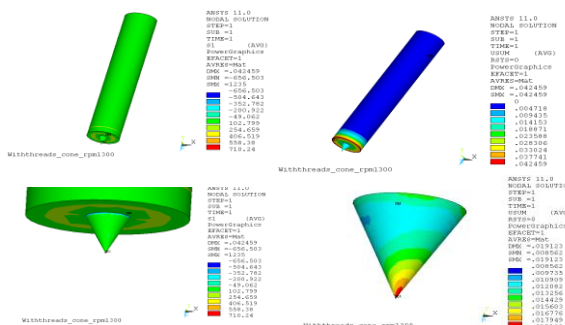 ANSYS 11.0
NODAL SOLUTION
STEP=1
SUB =1
TIME=1
S1 (AVG)
PowerGraphics
EFACET=1
AVRES=Mat
DMX =.042459
SMN =-656.503
SMX =1235
-656.503
-504.643
-352.782
-200.922
-49.062
102.799
254.659
406.519
558.38
710.24
X
Withthreads_cone_rpm1300
ANSYS 11.0
NODAL SOLUTION
STEP=1
SUB =1
TIME=1
USUM (AVG)
RSYS=0
PowerGraphics
EFACET=1
AVRES=Mat
DMX =.042459
SMX =.042459
0
.004718
.009435
.014153
.018871
.023588
.028306
.033024
.037741
.042459
X
Withthreads_cone_rpm1300
ANSYS 11.0
NODAL SOLUTION
STEP=1
SUB =1
TIME=1
S1 (AVG)
PowerGraphics
EFACET=1
AVRES=Mat
DMX =.042459
SMN =-656.503
SMX =1235
-656.503
-504.643
-352.782
-200.922
-49.062
102.799
254.659
406.519
558.38
710.24
X
Withthreads_cone_rpm1300
ANSYS 11.0
NODAL SOLUTIO
STEP=1
SUB =1
TIME=1
USUM (AVG)
RSYS=0
PowerGraphics
EFACET=1
AVRES=Mat
DMX =.019123
SMN =.008562
SMX =.019123
.008562
.009735
.010909
.012082
.013256
.014429
.015603
.016776
.017949
X